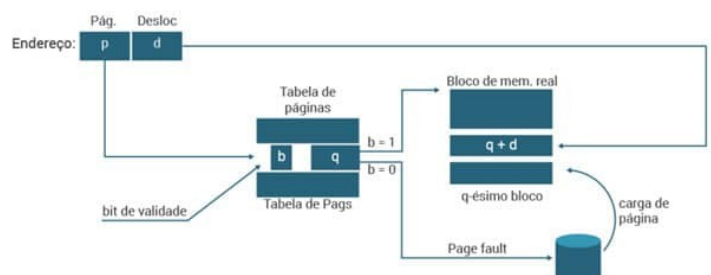 Pág. Desloc
Endereço: p d
Bloco de mem. real
Tabela de
páginas
b = 1
q + d
b q
b = 0
Tabela de Pags
q-ésimo bloco
bit de validade
carga de
página
Page fault